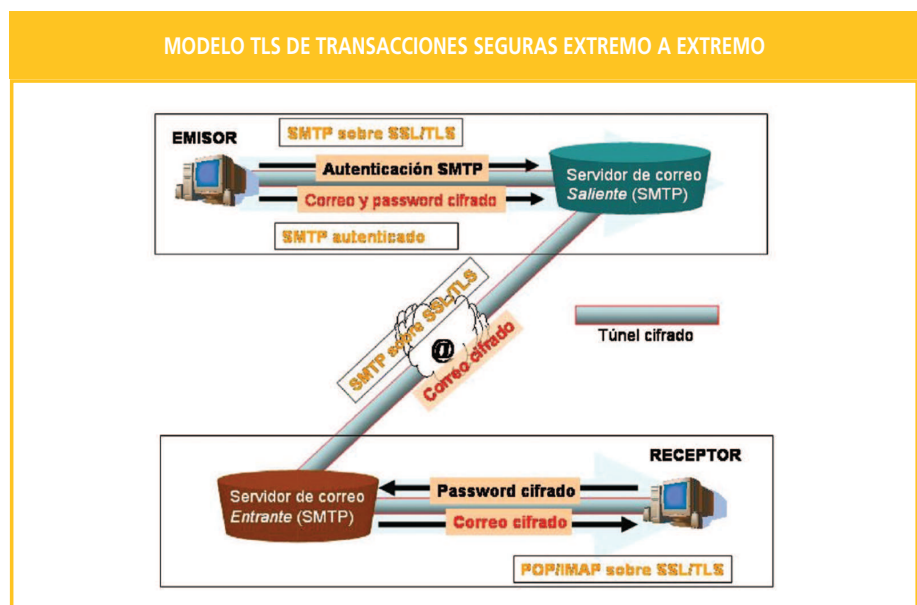 MODELO TLS DE TRANSACCIONES SEGURAS EXTREMO A EXTREMO
EMISOR
SMTP sobre SSL/TLS
Autenticación SMTP
Correo y password cifrado
SMTP autenticado
Servidor de correo
Saliente (SMTP)
SMTP sobre SSL/TLS
@
Correo cifrado
Túnel cifrado
RECEPTOR
Servidor de correo
Entrante (SMTP)
Password cifrado
Correo cifrado
POP/IMAP sobre SSL/TLS